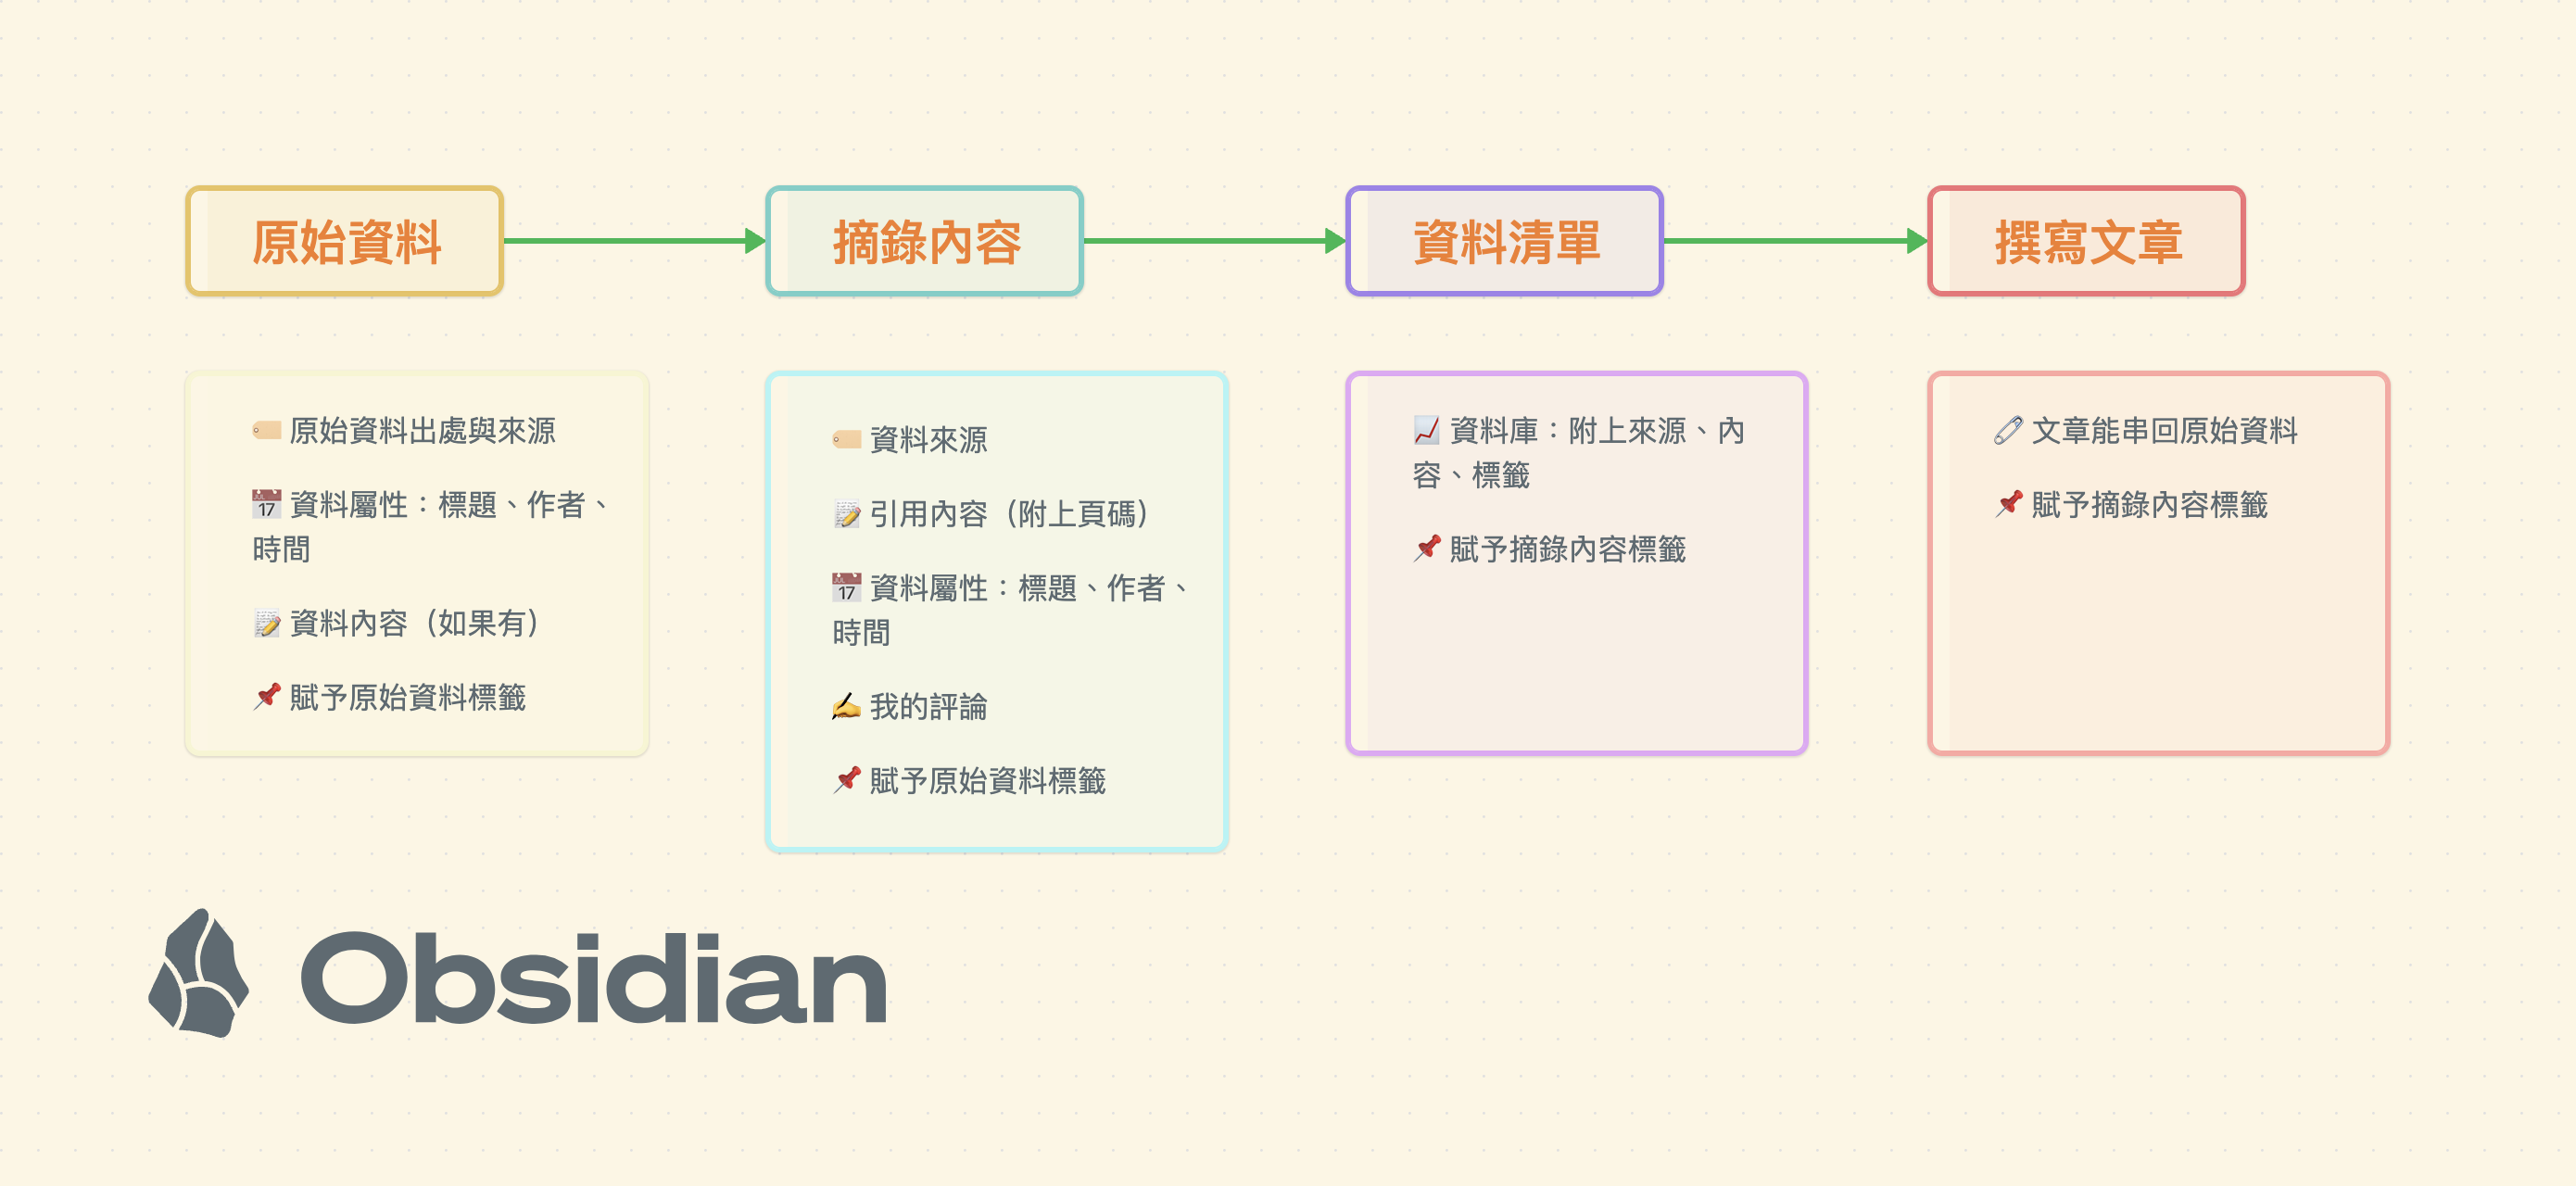 原始資料
摘錄內容
資料清單
撰寫文章
🏷️ 原始資料出處與來源
📅 資料屬性：標題、作者、
時間
📝 資料內容（如果有）
📌 賦予原始資料標籤
🏷️ 資料來源
📝 引用內容（附上頁碼）
📅 資料屬性：標題、作者、
時間
✍️ 我的評論
📌 賦予原始資料標籤
📈 資料庫：附上來源、內
容、標籤
📌 賦予摘錄內容標籤
🧷 文章能串回原始資料
📌 賦予摘錄內容標籤
Obsidian